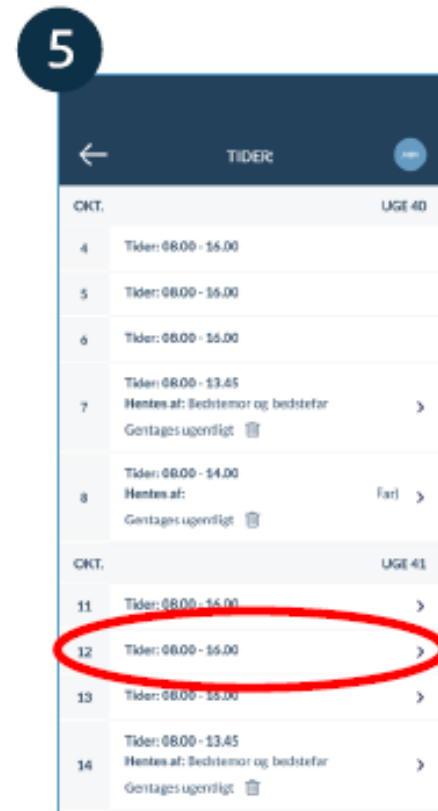 5
TIDER:
OKT. UGE 40
4 Tider: 08.00 - 16.00
5 Tider: 08.00 - 16.00
6 Tider: 08.00 - 16.00
7 Tider: 08.00 - 13.45
Hentes af: Bedstemor og bedstefar
Gentages ugentligt
8 Tider: 08.00 - 14.00
Hentes af: Far)
Gentages ugentligt
OKT. UGE 41
11 Tider: 08.00 - 16.00
12 Tider: 08.00 - 16.00
13 Tider: 08.00 - 16.00
14 Tider: 08.00 - 13.45
Hentes af: Bedstemor og bedstefar
Gentages ugentligt